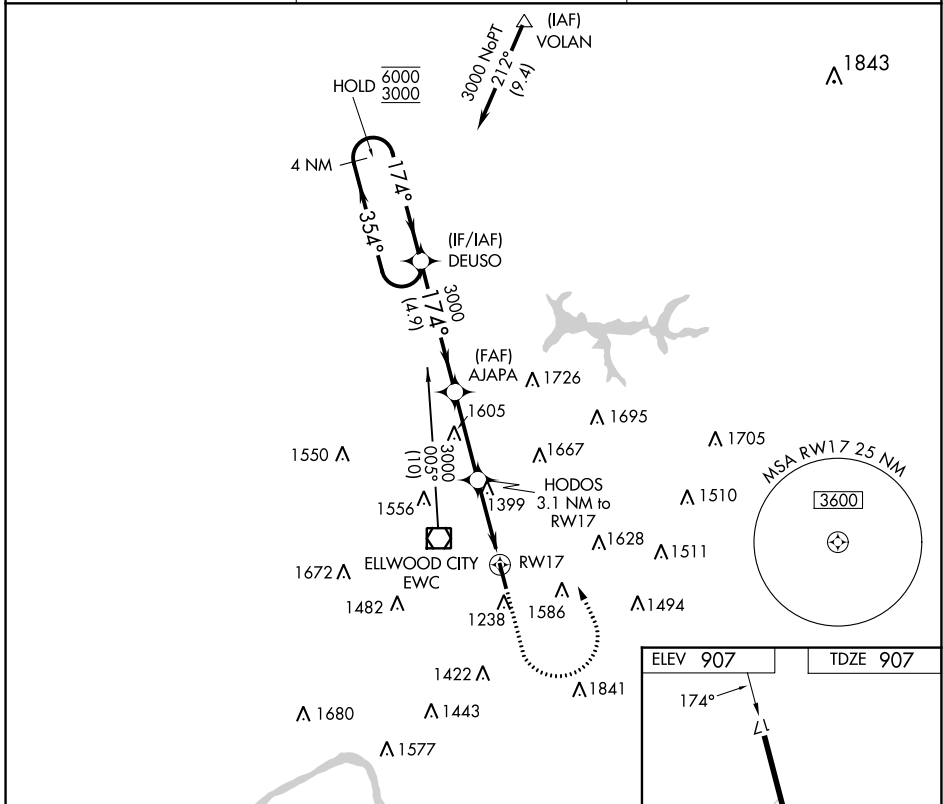 (IAF)
VOLAN
3000 NoPT
212°
(9.4)
1843
HOLD 6000
3000
4 NM
174°
354°
(IF/IAF)
DEUSO
3000
174°
(4.9)
(FAF)
AJAPA
1726
1605
1695
1705
1550
1667
3000
005°
(10)
MSA RW17 25 NM
3600
HODOS
3.1 NM to
RW17
1399
1556
1510
1628
1511
ELLWOOD CITY
EWC
RW17
1672
1482
1238
1586
1494
1422
1841
1680
1443
1577
ELEV 907
TDZE 907
174°
17